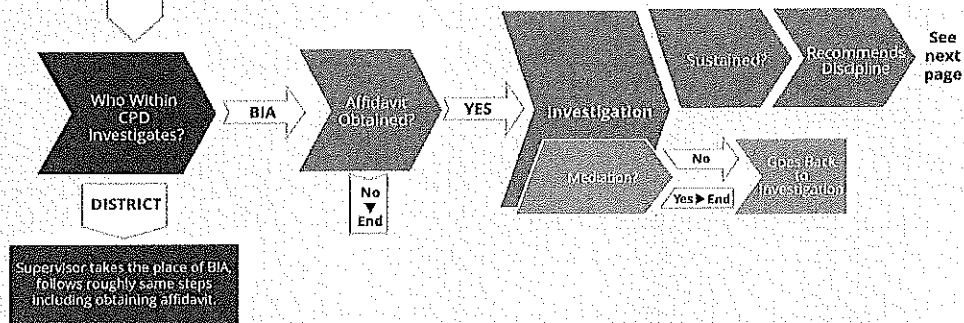 Who Within
CPD
Investigates?
BIA
Affidavit
Obtained?
YES
Investigation
Sustained?
Recommends
Discipline
See
next
page
Mediation?
No
Yes ▶ End
Goes Back
to
Investigation
No
▼
End
DISTRICT
Supervisor takes the place of BIA,
follows roughly same steps
including obtaining affidavit.